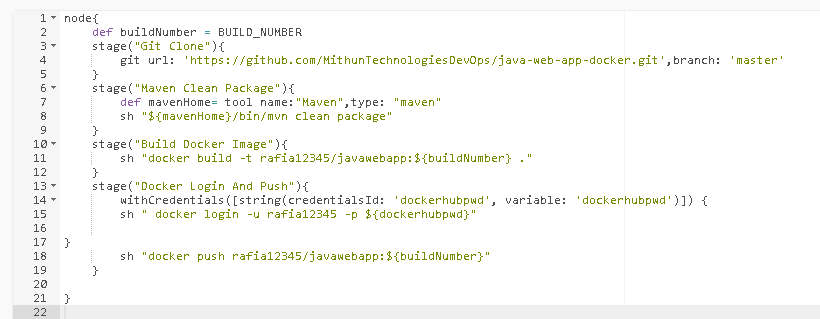 1 node{
2     def buildNumber = BUILD_NUMBER
3     stage("Git Clone"){
4         git url: 'https://github.com/MithunTechnologiesDevOps/java-web-app-docker.git',branch: 'master'
5     }
6     stage("Maven Clean Package"){
7         def mavenHome= tool name:"Maven",type: "maven"
8         sh "${mavenHome}/bin/mvn clean package"
9     }
10     stage("Build Docker Image"){
11         sh "docker build -t rafia12345/javawebapp:${buildNumber} ."
12     }
13     stage("Docker Login And Push"){
14         withCredentials([string(credentialsId: 'dockerhubpwd', variable: 'dockerhubpwd')]) {
15         sh " docker login -u rafia12345 -p ${dockerhubpwd}"
16
17 }
18         sh "docker push rafia12345/javawebapp:${buildNumber}"
19     }
20
21 }
22